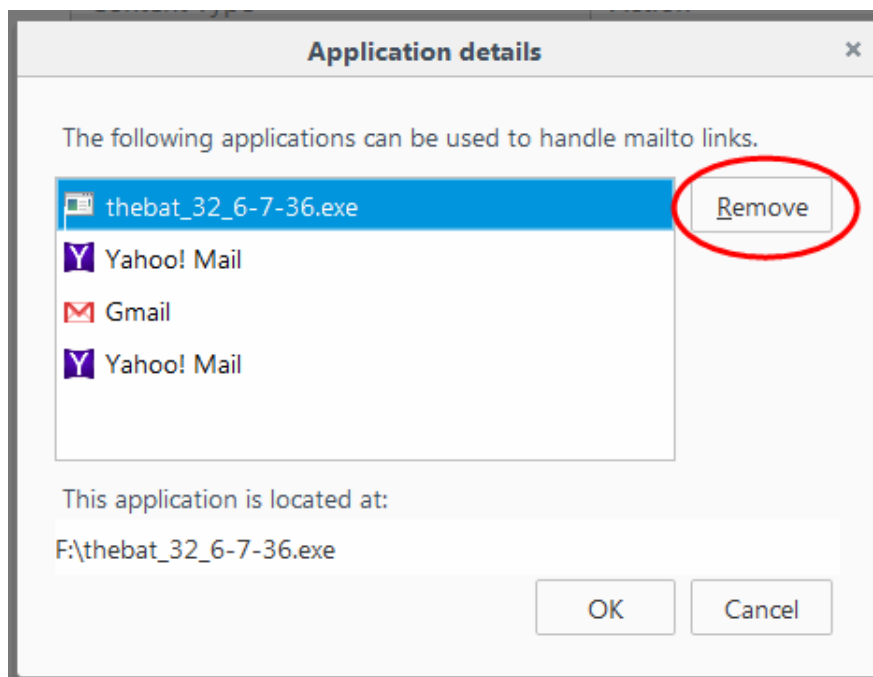 Application details
The following applications can be used to handle mailto links.
thebat_32_6-7-36.exe
Remove
Yahoo! Mail
Gmail
Yahoo! Mail
This application is located at:
F:\thebat_32_6-7-36.exe
OK
Cancel